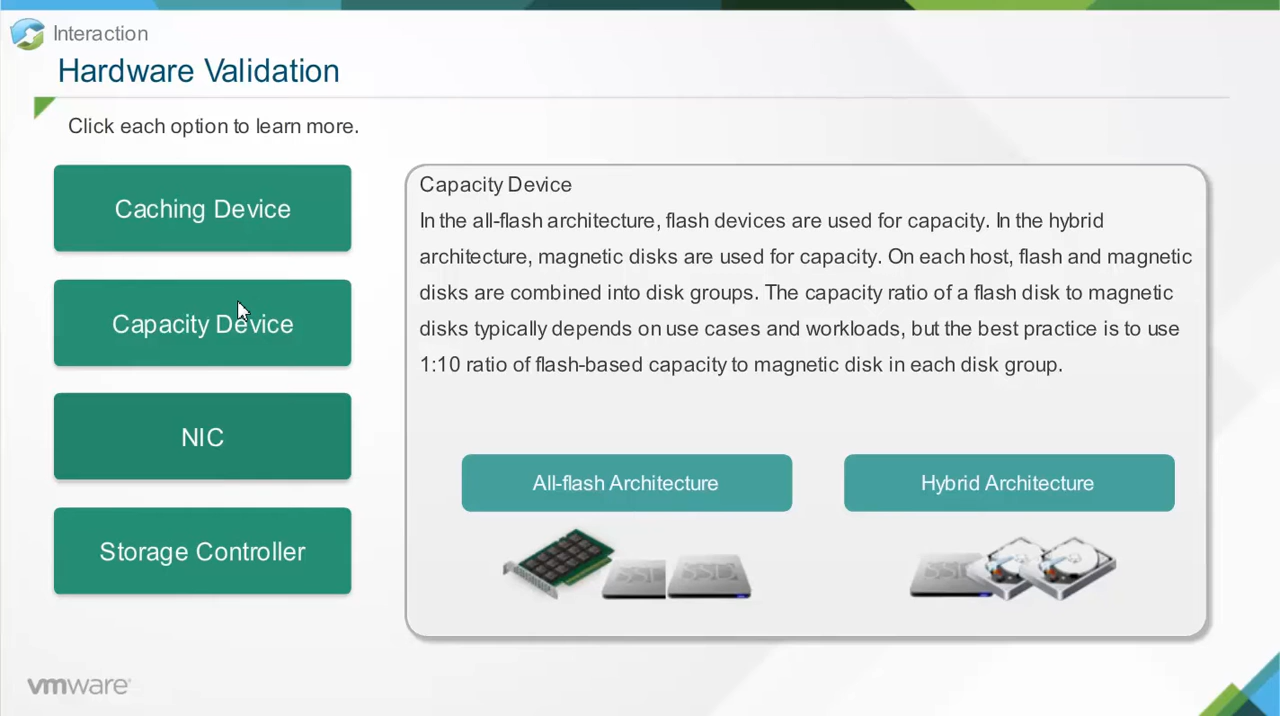 Interaction
Hardware Validation
Click each option to learn more.
Caching Device
Capacity Device
NIC
Storage Controller
Capacity Device
In the all-flash architecture, flash devices are used for capacity. In the hybrid
architecture, magnetic disks are used for capacity. On each host, flash and magnetic
disks are combined into disk groups. The capacity ratio of a flash disk to magnetic
disks typically depends on use cases and workloads, but the best practice is to use
1:10 ratio of flash-based capacity to magnetic disk in each disk group.
All-flash Architecture
Hybrid Architecture
SSD
SSD
SSD
vmware